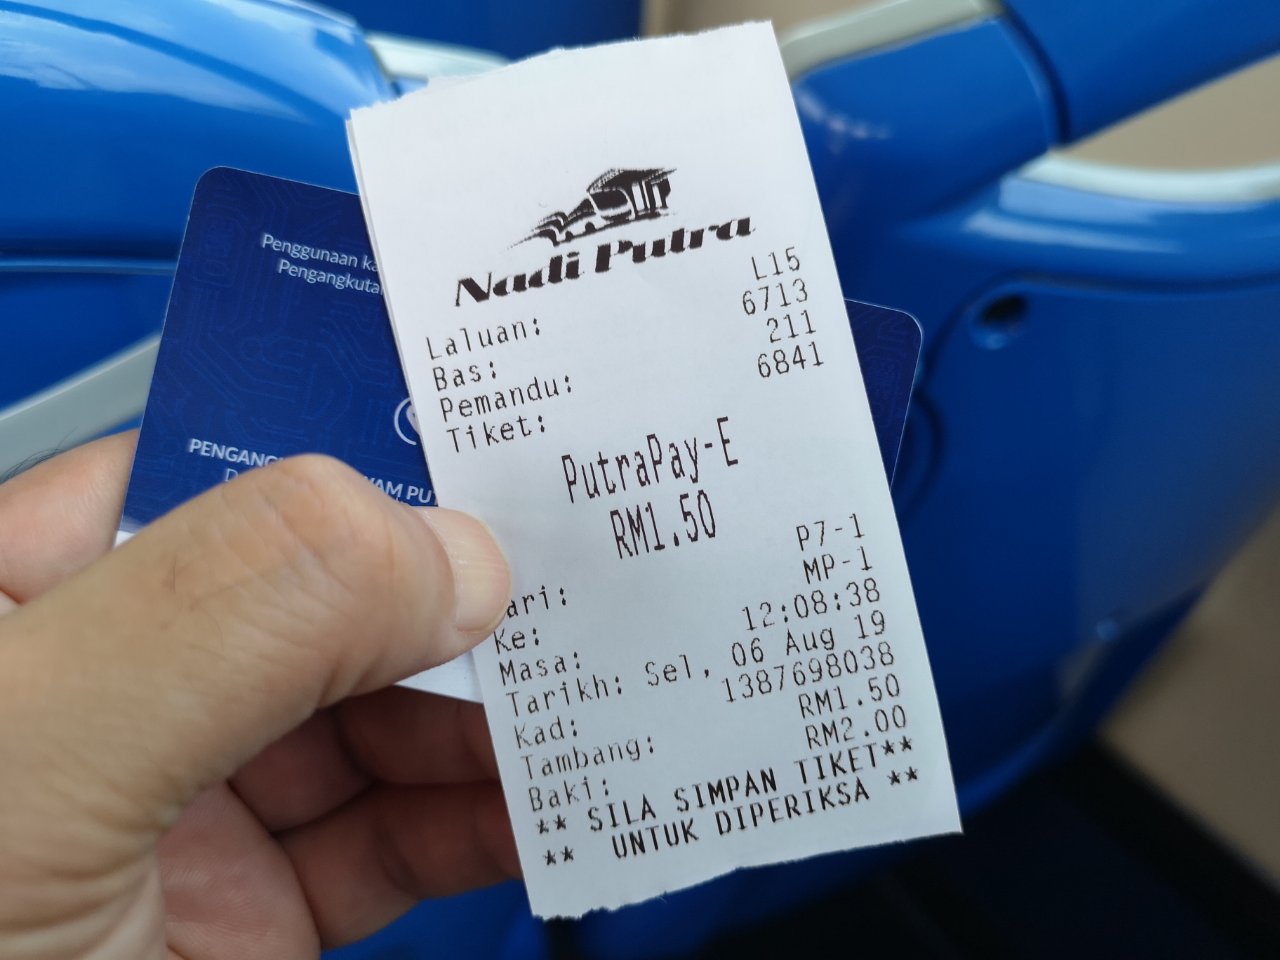 Penggunaan
Pengangkuta
PENGANG YAM PUT
Nadi Putra
Laluan: L15
Bas: 6713
Pemandu: 211
Tiket: 6841
PutraPay-E
RM1.50
ari: P7-1
Ke: MP-1
Masa: 12:08:38
Tarikh: Sel, 06 Aug 19
Kad: 1387698038
Tambang: RM1.50
Baki: RM2.00
** SILA SIMPAN TIKET**
** UNTUK DIPERIKSA **